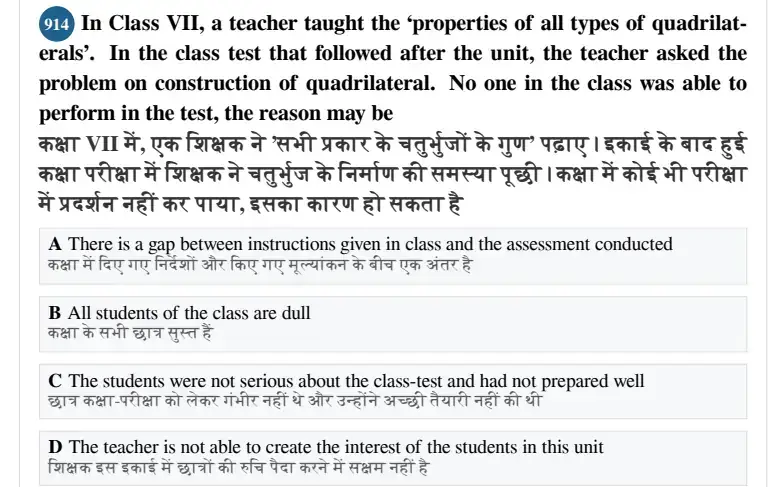 914 In Class VII, a teacher taught the ‘properties of all types of quadrilat-
erals’. In the class test that followed after the unit, the teacher asked the
problem on construction of quadrilateral. No one in the class was able to
perform in the test, the reason may be
कक्षा VII में, एक शिक्षक ने ’सभी प्रकार के चतुर्भुजों के गुण’ पढ़ाए। इकाई के बाद हुई
कक्षा परीक्षा में शिक्षक ने चतुर्भुज के निर्माण की समस्या पूछी। कक्षा में कोई भी परीक्षा
में प्रदर्शन नहीं कर पाया, इसका कारण हो सकता है
A There is a gap between instructions given in class and the assessment conducted
कक्षा में दिए गए निर्देशों और किए गए मूल्यांकन के बीच एक अंतर है
B All students of the class are dull
कक्षा के सभी छात्र सुस्त हैं
C The students were not serious about the class-test and had not prepared well
छात्र कक्षा-परीक्षा को लेकर गंभीर नहीं थे और उन्होंने अच्छी तैयारी नहीं की थी
D The teacher is not able to create the interest of the students in this unit
शिक्षक इस इकाई में छात्रों की रुचि पैदा करने में सक्षम नहीं है